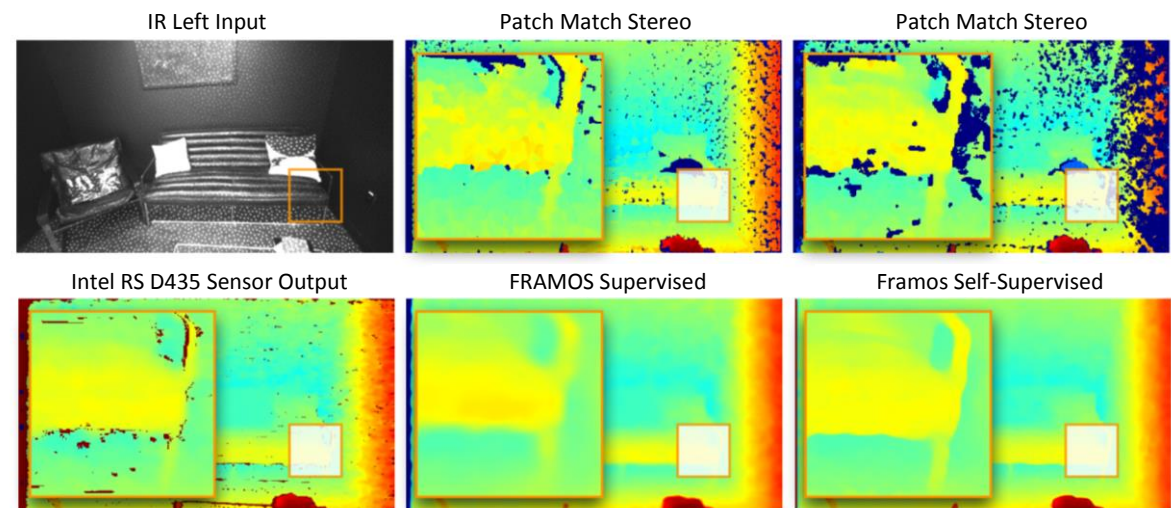 IR Left Input
Patch Match Stereo
Patch Match Stereo
Intel RS D435 Sensor Output
FRAMOS Supervised
Framos Self-Supervised